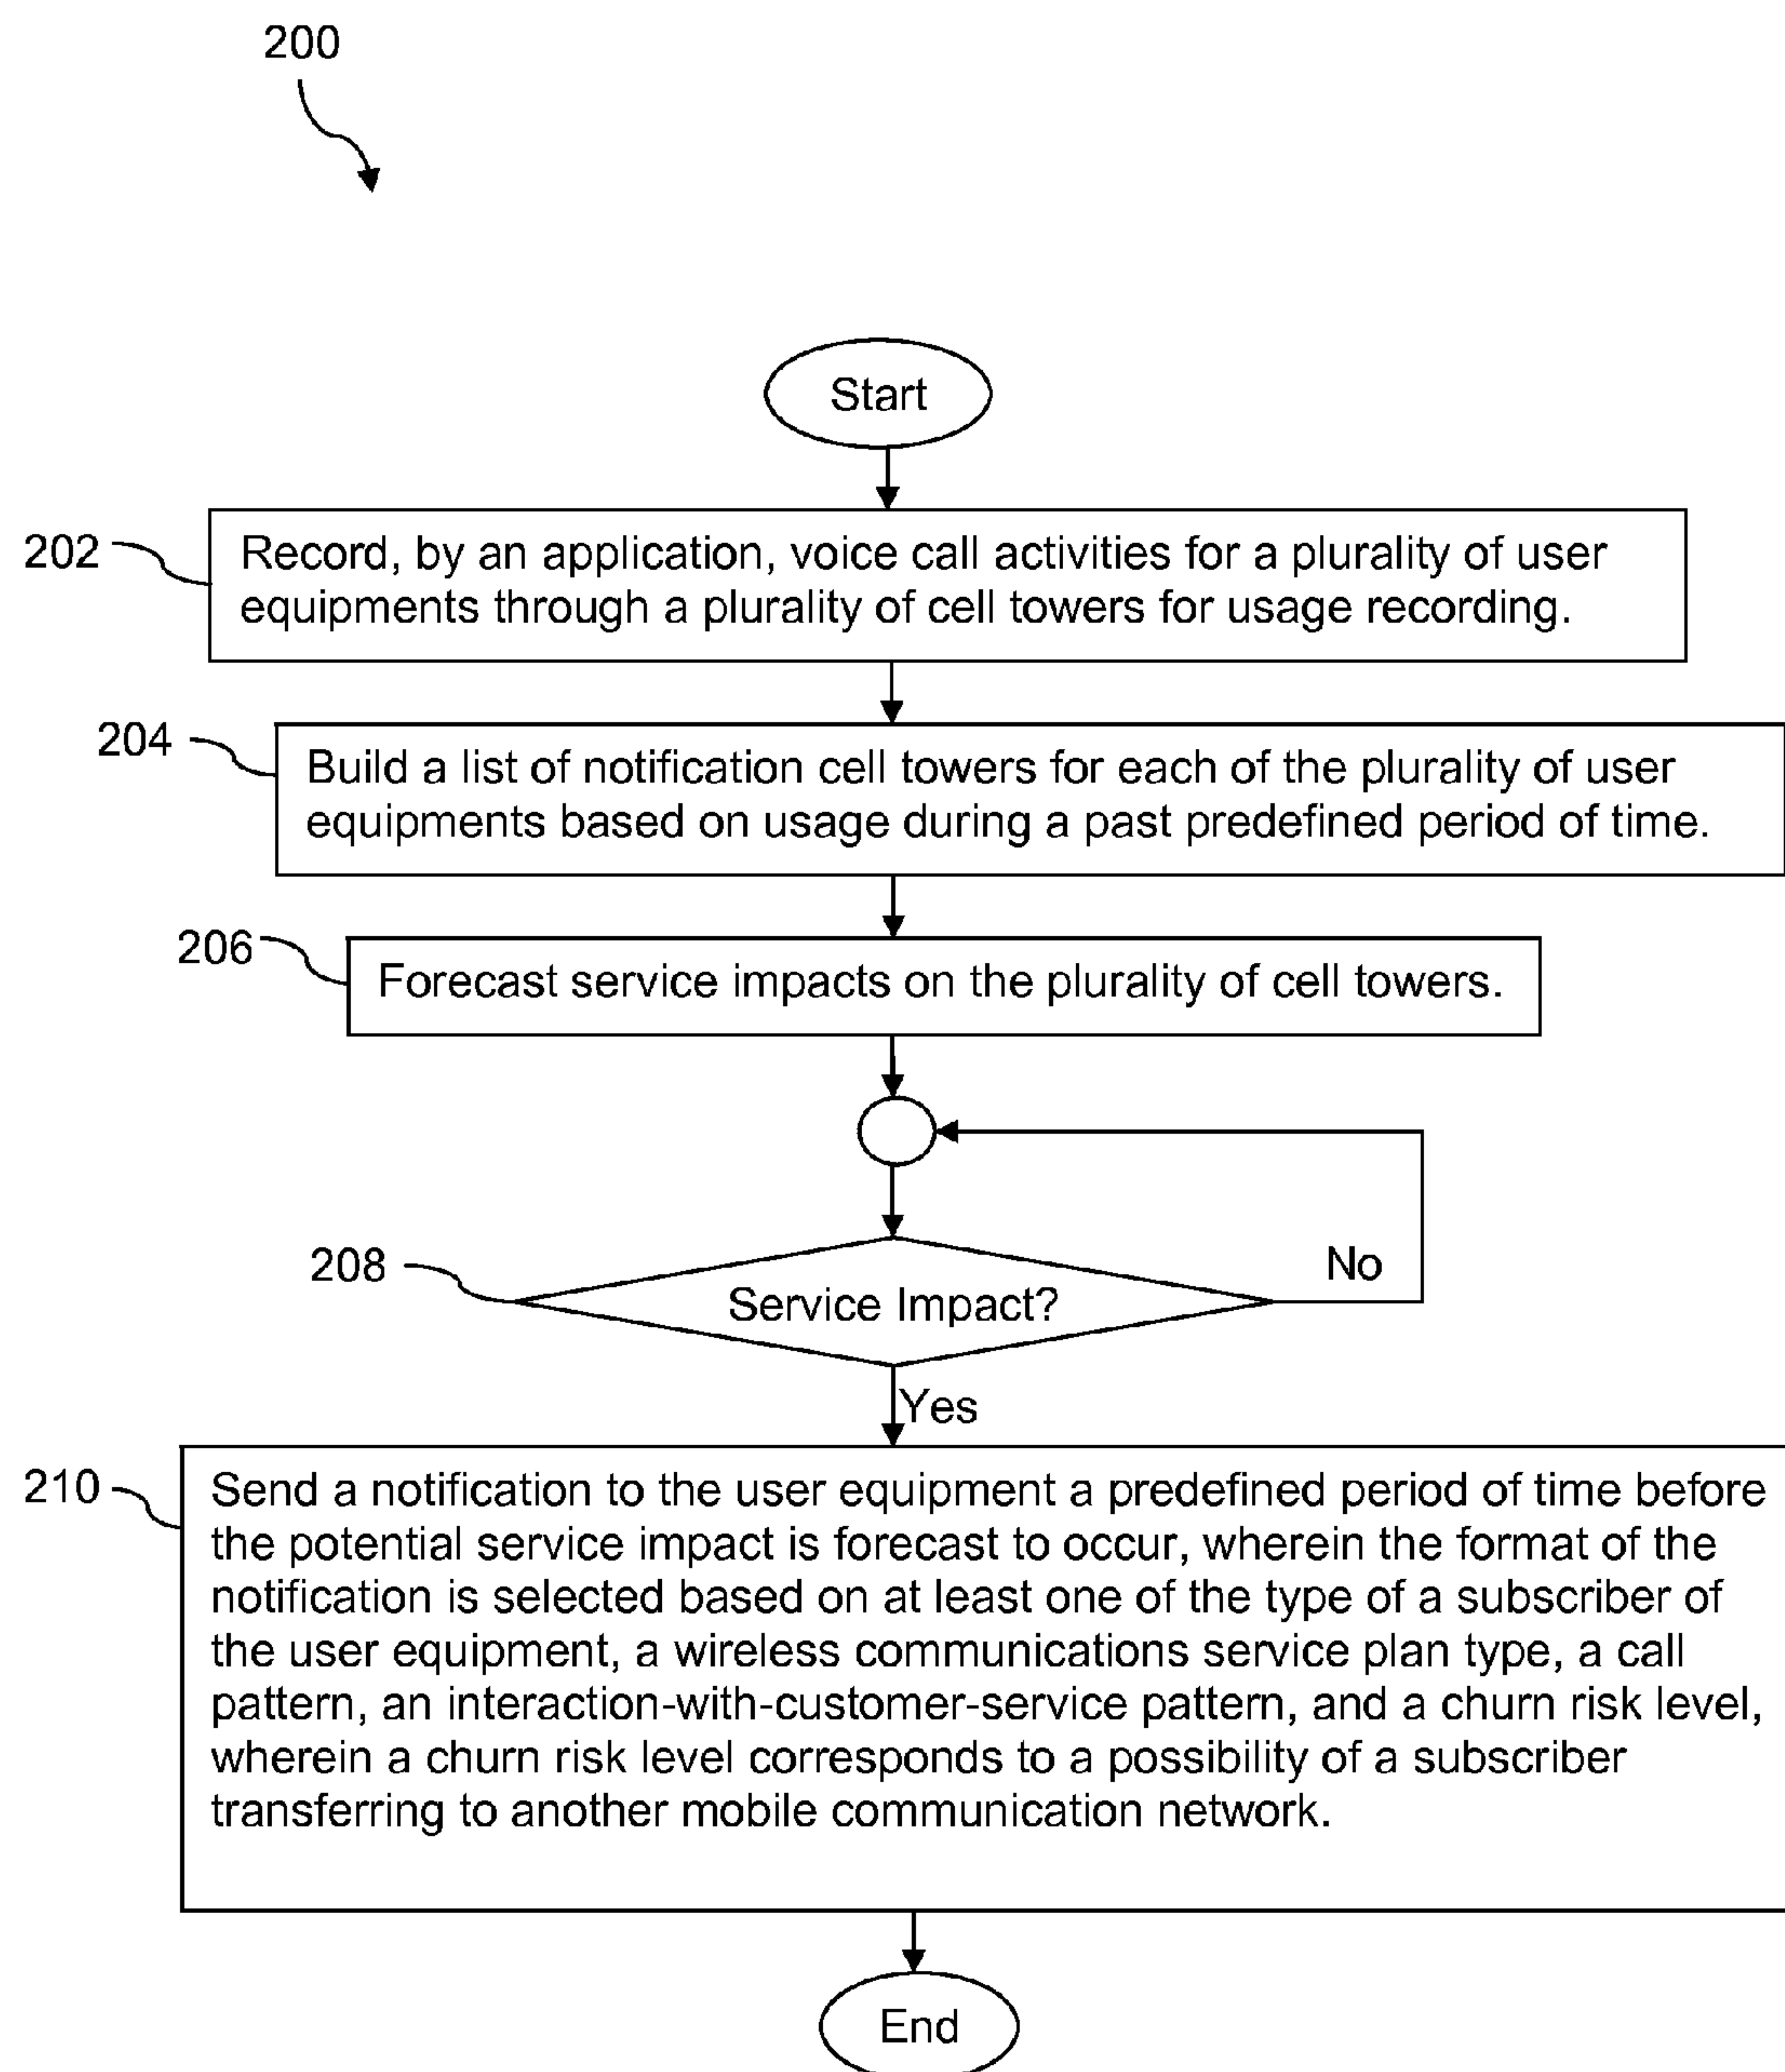 200
Start
202
Record, by an application, voice call activities for a plurality of user
equipments through a plurality of cell towers for usage recording.
204
Build a list of notification cell towers for each of the plurality of user
equipments based on usage during a past predefined period of time.
206
Forecast service impacts on the plurality of cell towers.
208
Service Impact?
No
Yes
210
Send a notification to the user equipment a predefined period of time before
the potential service impact is forecast to occur, wherein the format of the
notification is selected based on at least one of the type of a subscriber of
the user equipment, a wireless communications service plan type, a call
pattern, an interaction-with-customer-service pattern, and a churn risk level,
wherein a churn risk level corresponds to a possibility of a subscriber
transferring to another mobile communication network.
End